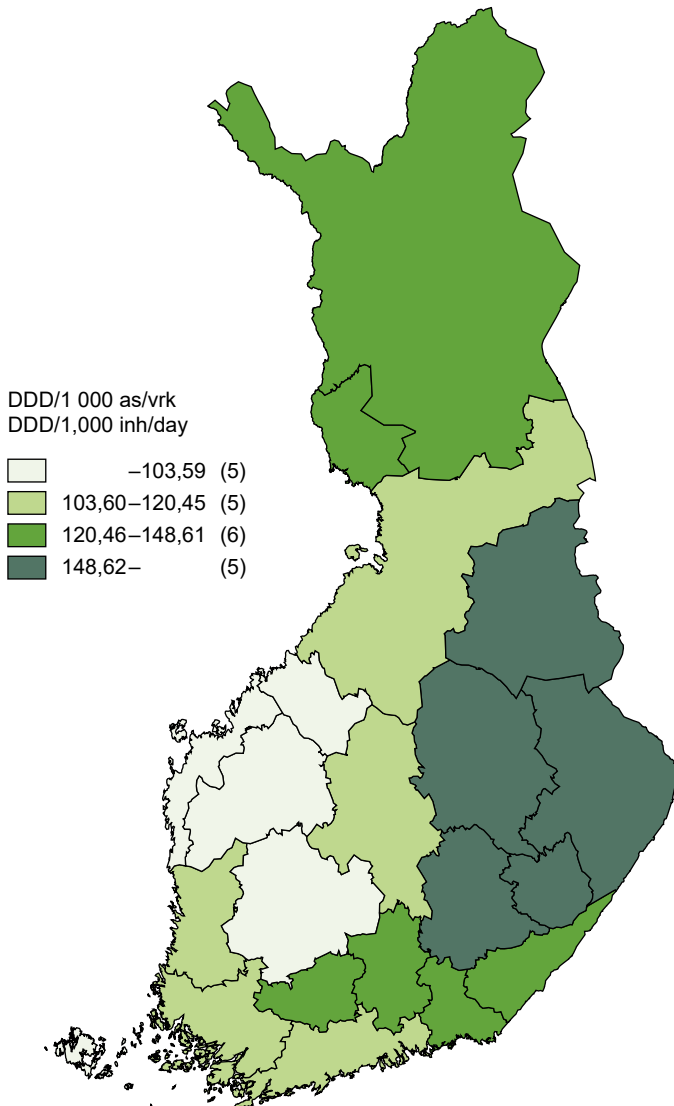 DDD/1 000 as/vrk
DDD/1,000 inh/day
–103,59 (5)
103,60–120,45 (5)
120,46–148,61 (6)
148,62– (5)